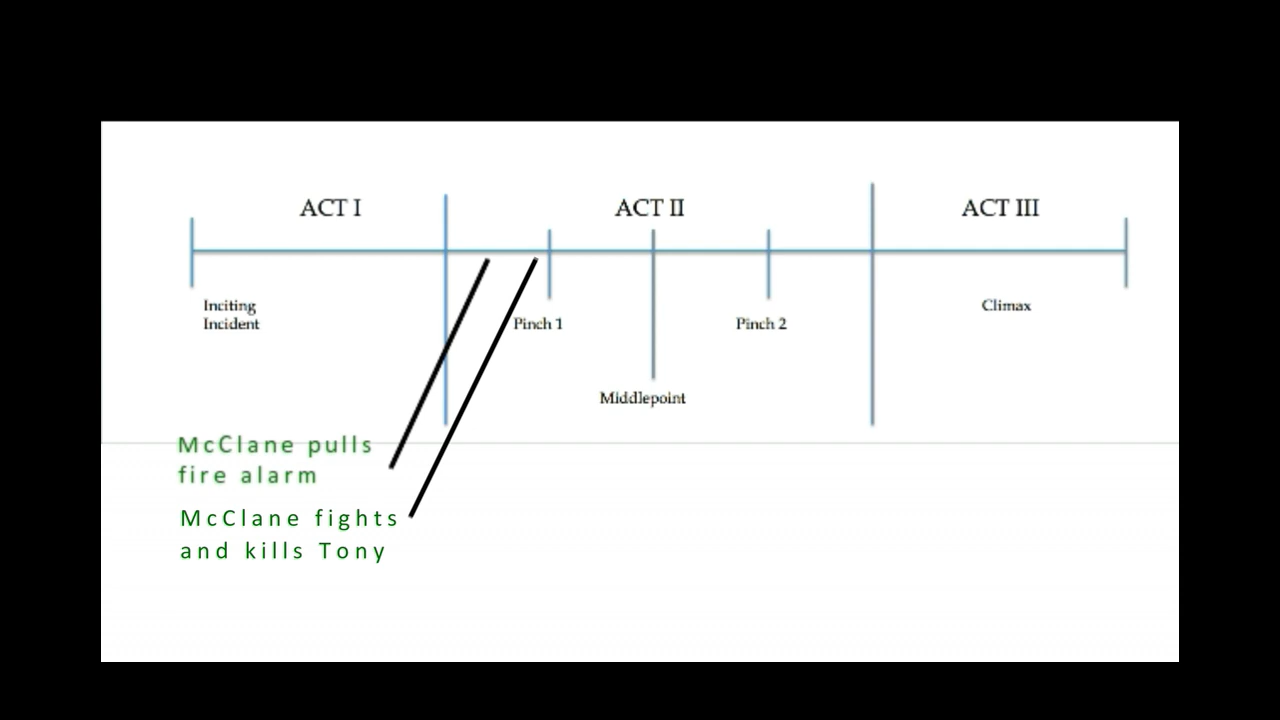 ACT I
ACT II
ACT III
Inciting
Incident
Climax
Pinch 1
Pinch 2
Middlepoint
McClane pulls
fire alarm
McClane fights
and kills Tony